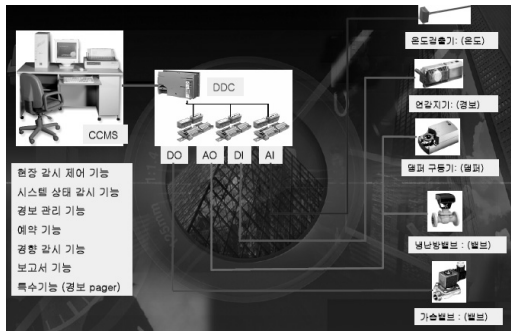 온도검출기: (온도)
DDC
연감지기: (경보)
CCMS
DO
AO
DI
AI
댐퍼 구동기: (댐퍼)
현장 감시 제어 기능
시스템 상태 감시 기능
경보 관리 기능
예약 기능
경향 감시 기능
보고서 기능
특수기능 (경보 pager)
냉난방밸브 : (밸브)
가습밸브 : (밸브)